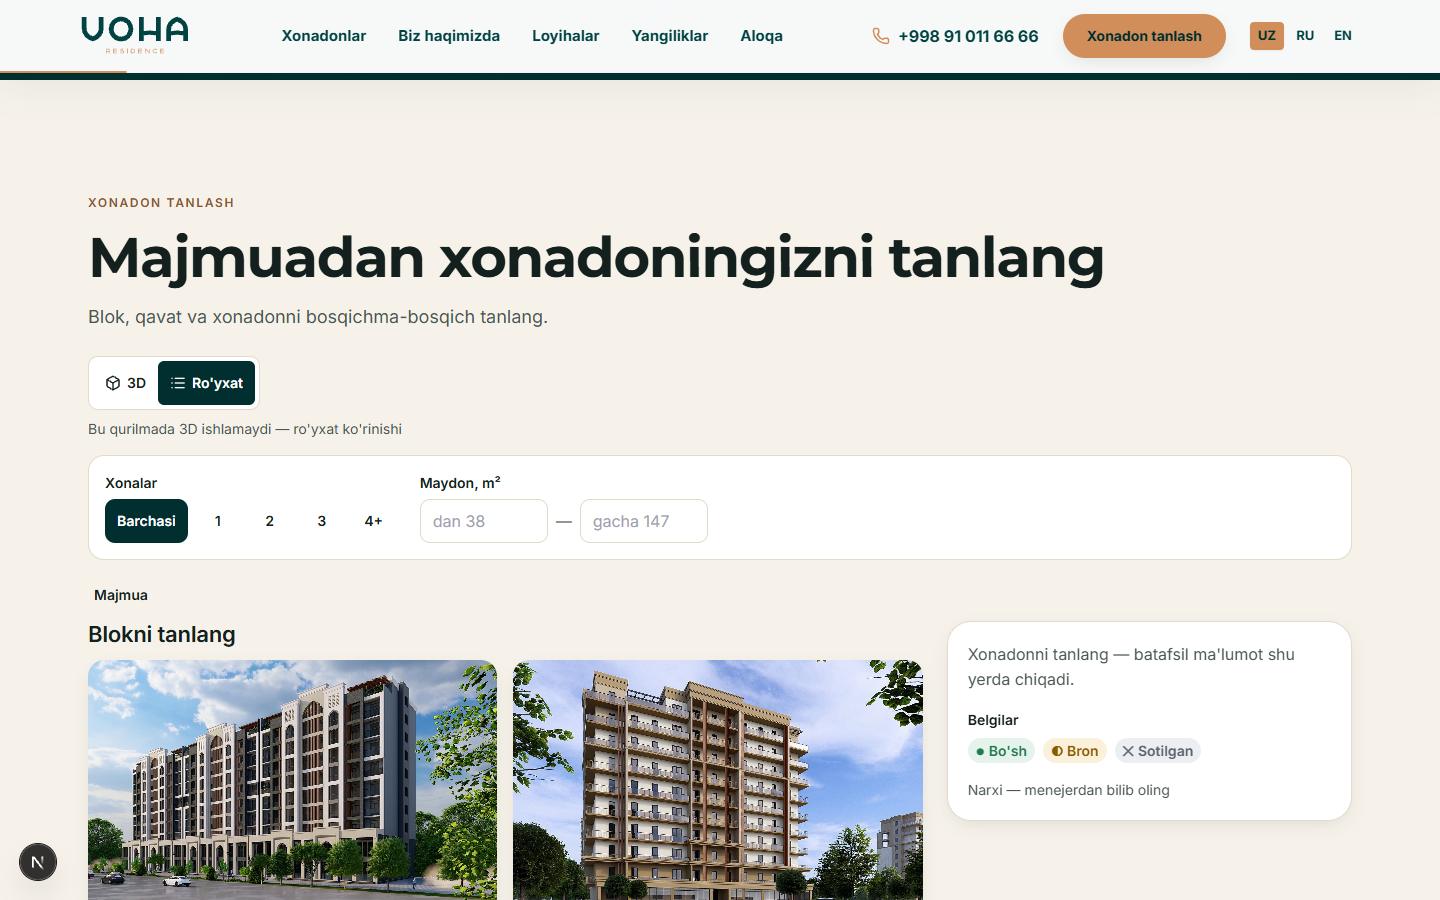 VOHA
RESIDENCE
Xonadonlar
Biz haqimizda
Loyihalar
Yangiliklar
Aloqa
+998 91 011 66 66
Xonadon tanlash
UZ
RU
EN
XONADON TANLASH
Majmuadan xonadoningizni tanlang
Blok, qavat va xonadonni bosqichma-bosqich tanlang.
3D
Ro'yxat
Bu qurilmada 3D ishlamaydi — ro'yxat ko'rinishi
Xonalar
Barchasi
1
2
3
4+
Maydon, m²
dan 38
—
gacha 147
Majmua
Blokni tanlang
Xonadonni tanlang — batafsil ma'lumot shu
yerda chiqadi.
Belgilar
Bo'sh
Bron
Sotilgan
Narxi — menejerdan bilib oling
N